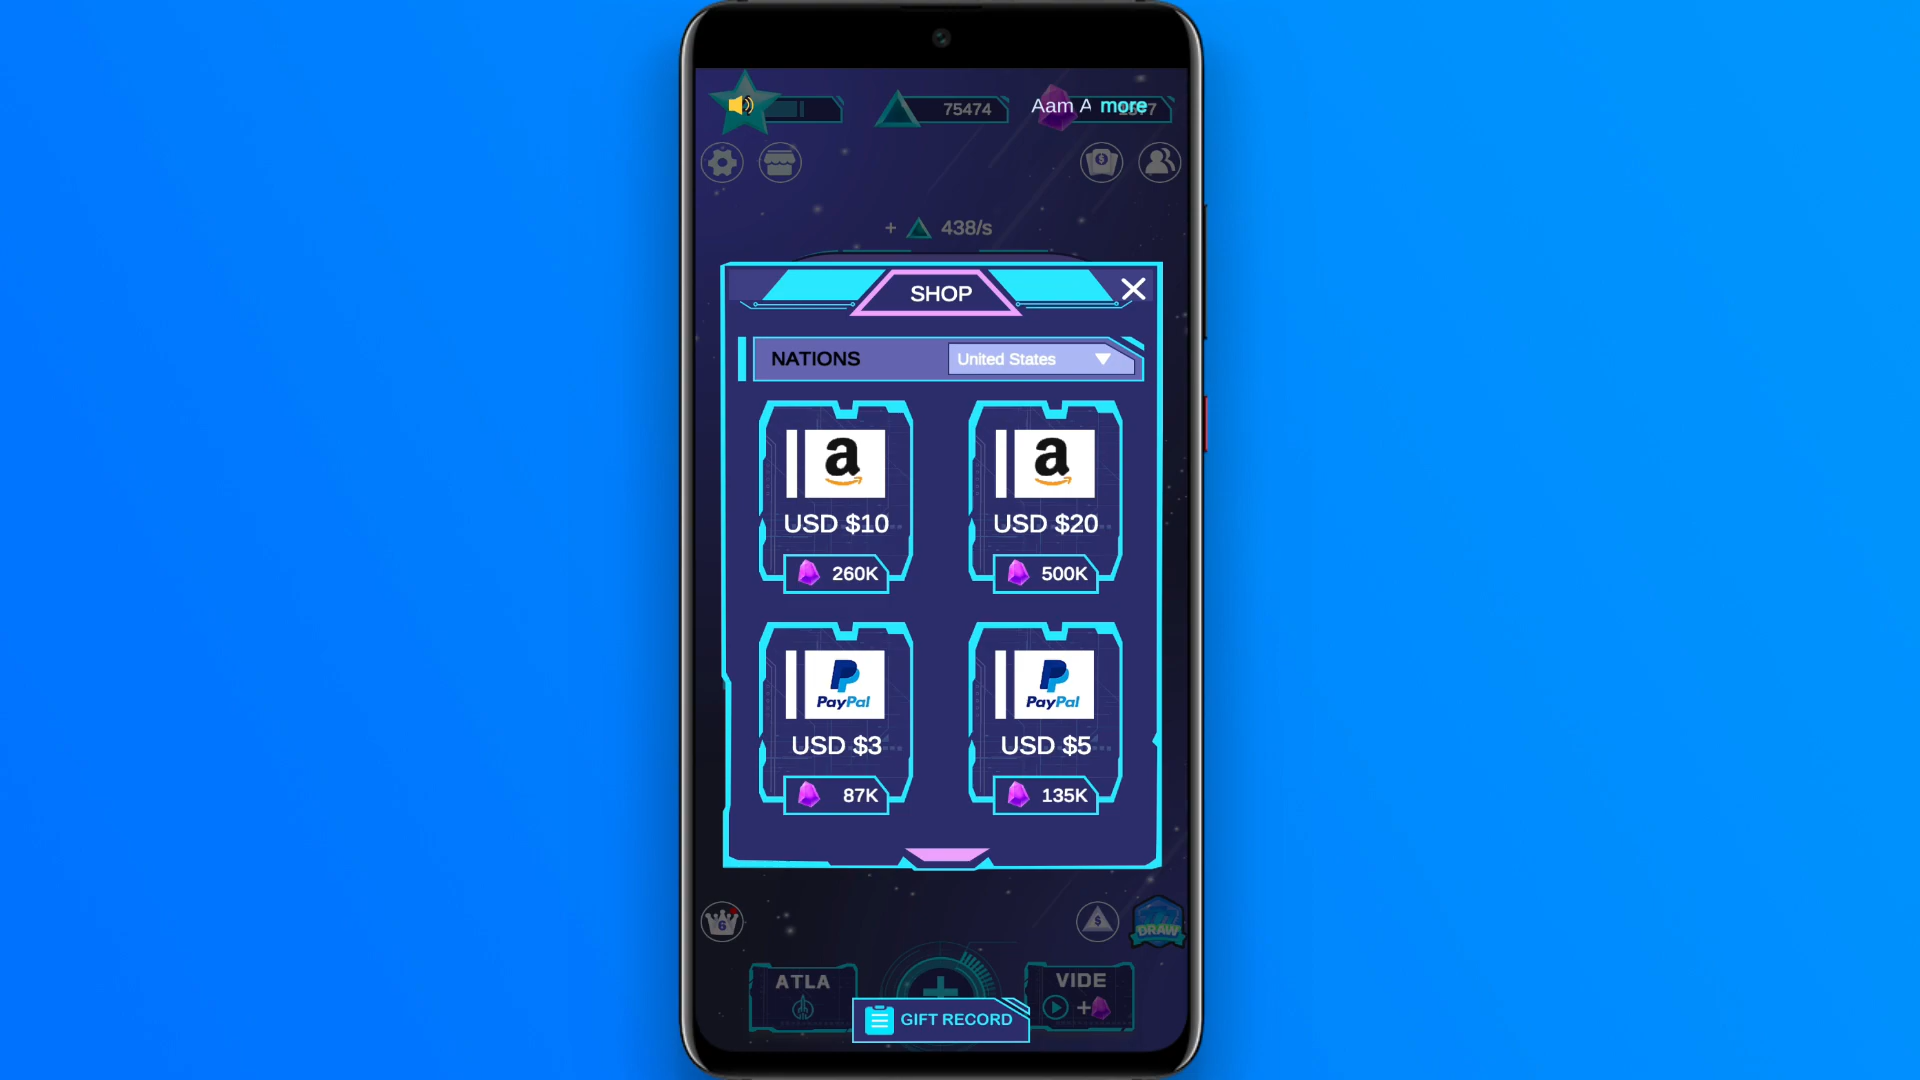 75474
Aam A more
+ 438/s
SHOP
NATIONS
United States
a
USD $10
260K
a
USD $20
500K
PayPal
USD $3
87K
PayPal
USD $5
135K
6
$
DRAW
ATLA
VIDE
+
GIFT RECORD